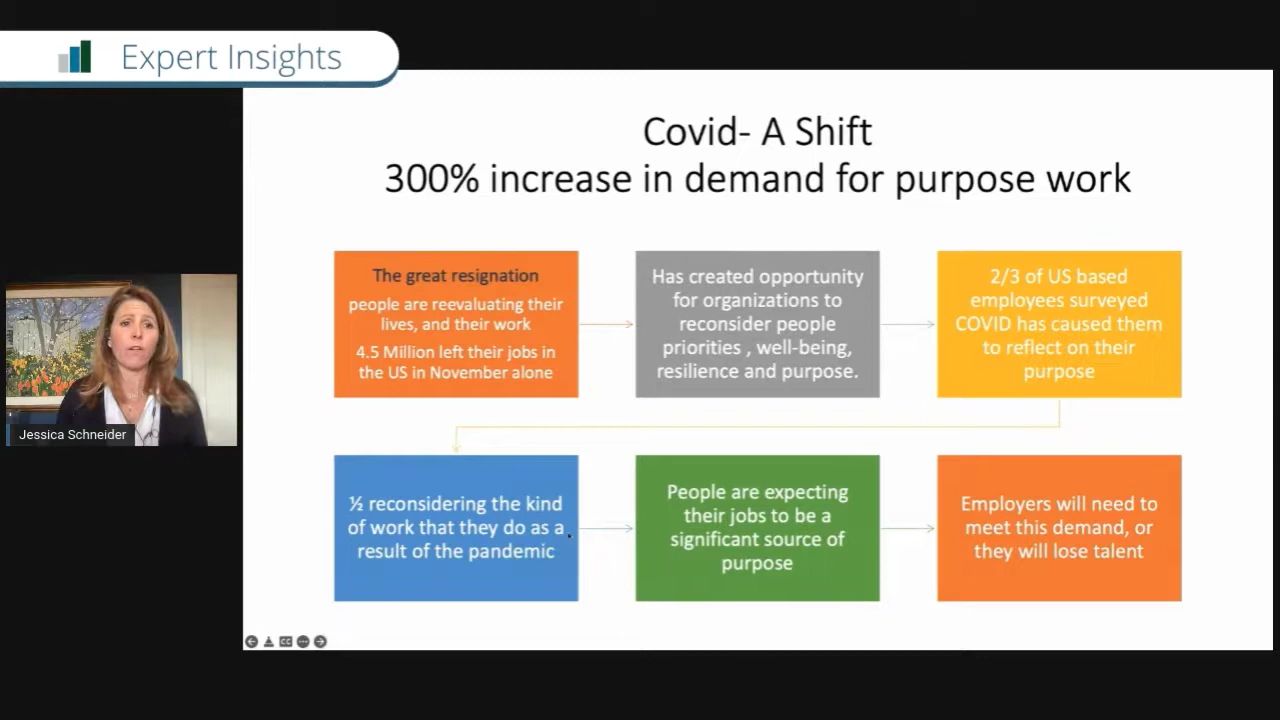 Expert Insights
Covid- A Shift
300% increase in demand for purpose work
The great resignation
people are reevaluating their
lives, and their work
4.5 Million left their jobs in
the US in November alone
Has created opportunity
for organizations to
reconsider people
priorities , well-being,
resilience and purpose.
2/3 of US based
employees surveyed
COVID has caused them
to reflect on their
purpose
½ reconsidering the kind
of work that they do as a
result of the pandemic
People are expecting
their jobs to be a
significant source of
purpose
Employers will need to
meet this demand, or
they will lose talent
Jessica Schneider
CC